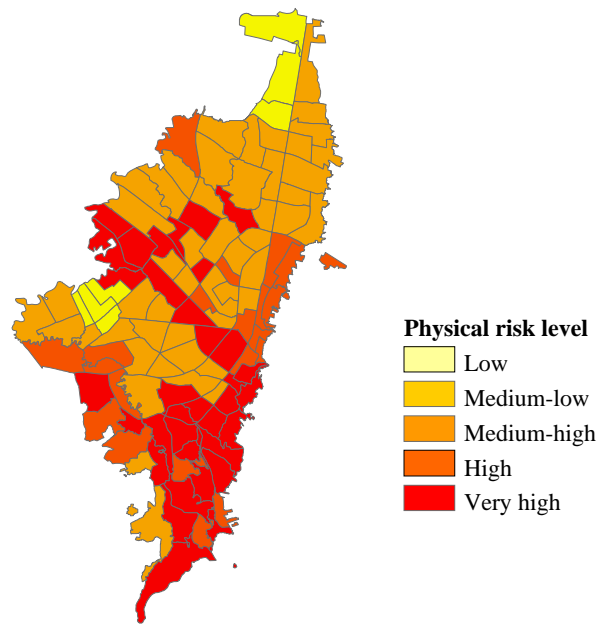 Physical risk level
Low
Medium-low
Medium-high
High
Very high